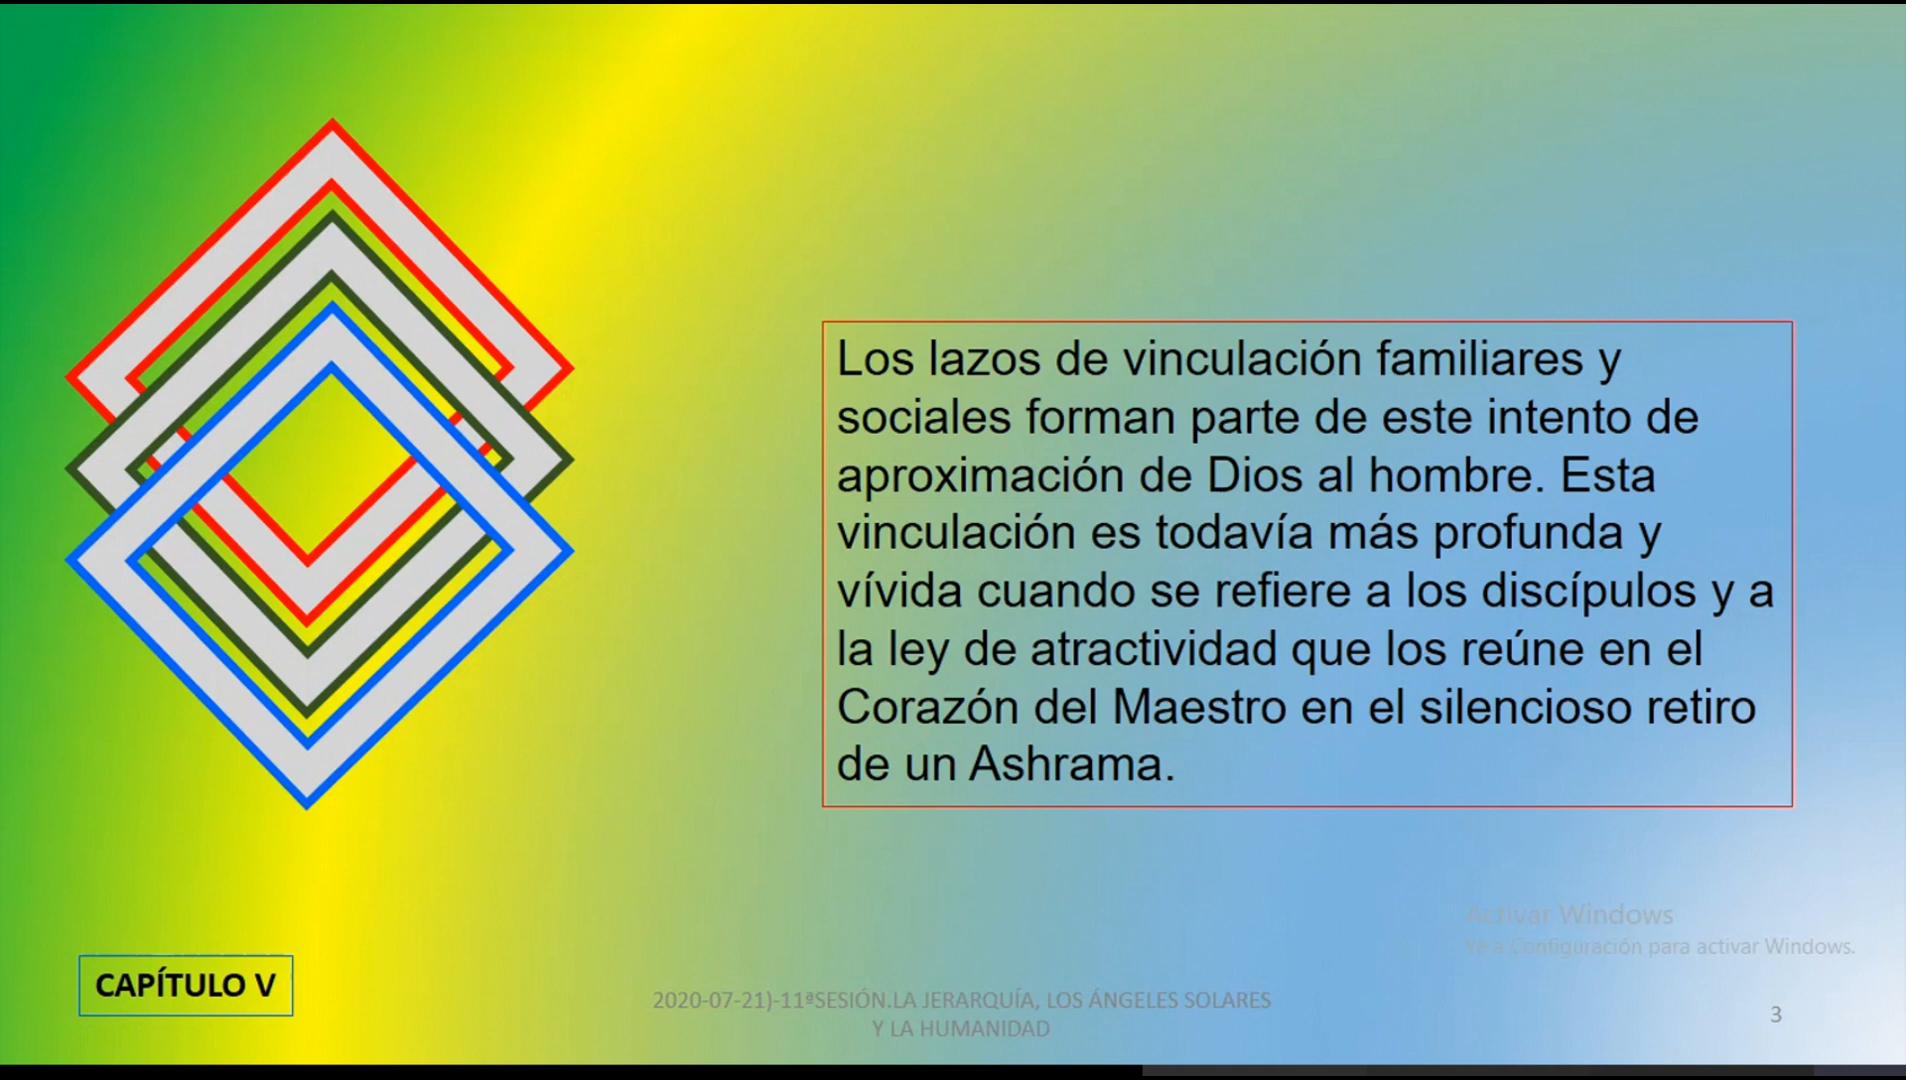 Los lazos de vinculación familiares y
sociales forman parte de este intento de
aproximación de Dios al hombre. Esta
vinculación es todavía más profunda y
vívida cuando se refiere a los discípulos y a
la ley de atractividad que los reúne en el
Corazón del Maestro en el silencioso retiro
de un Ashrama.
Activar Windows
Ve a Configuración para activar Windows.
CAPÍTULO V
2020-07-21)-11ªSESIÓN.LA JERARQUÍA, LOS ÁNGELES SOLARES
Y LA HUMANIDAD
3